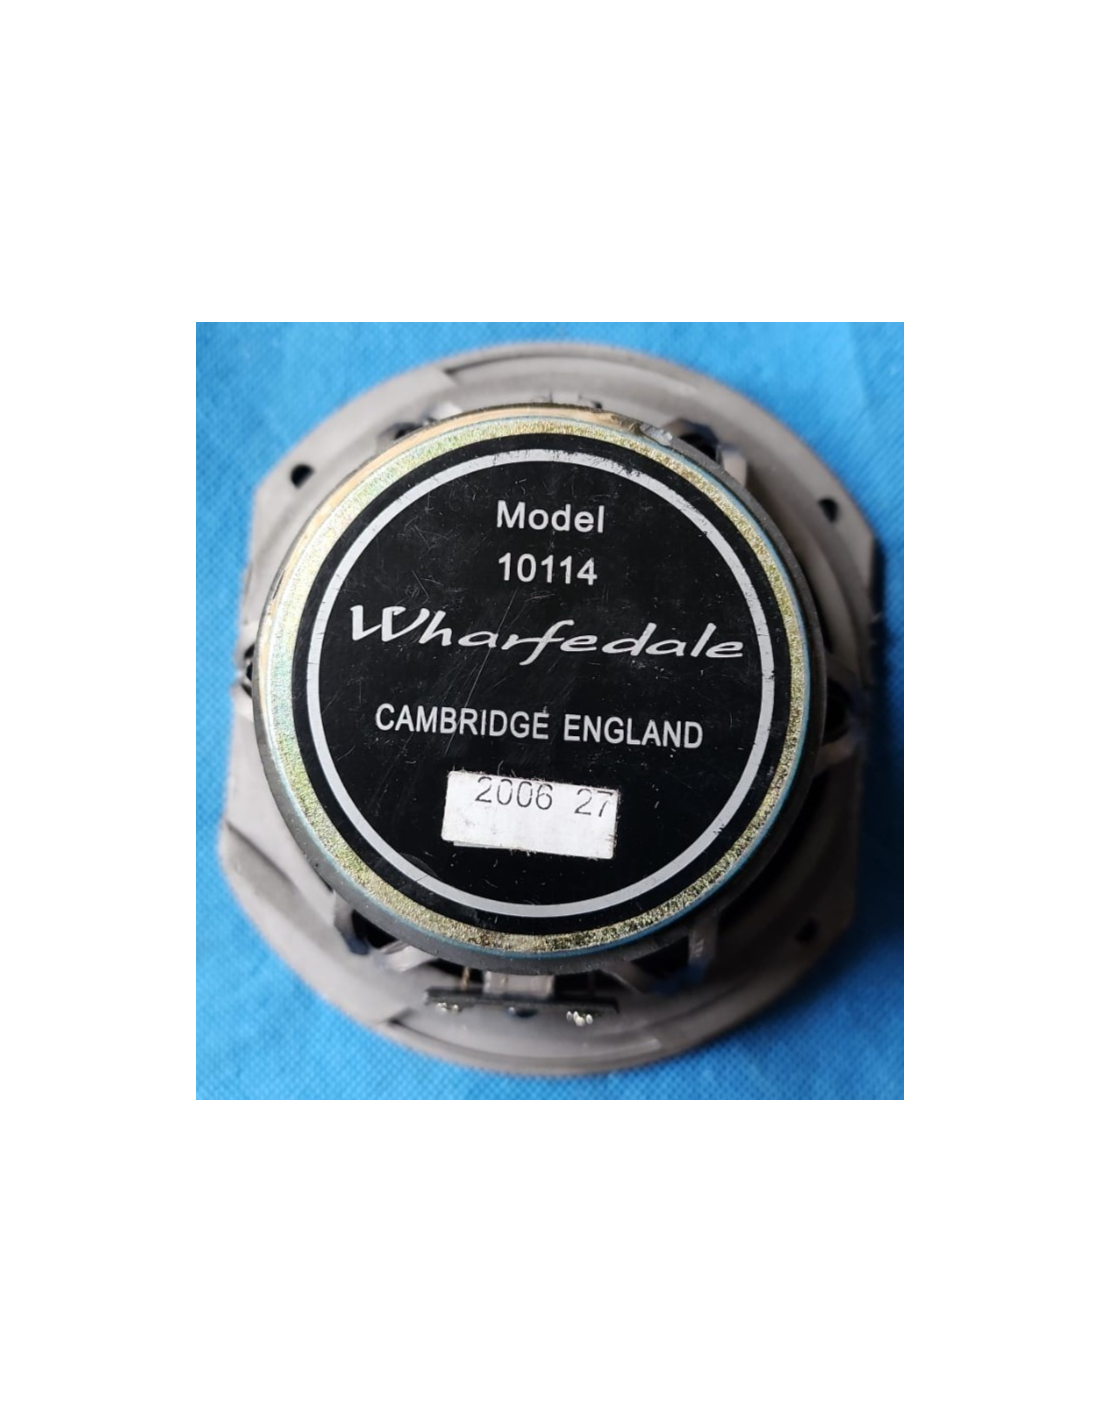 Model
10114
Wharfedale
CAMBRIDGE ENGLAND
2006 27